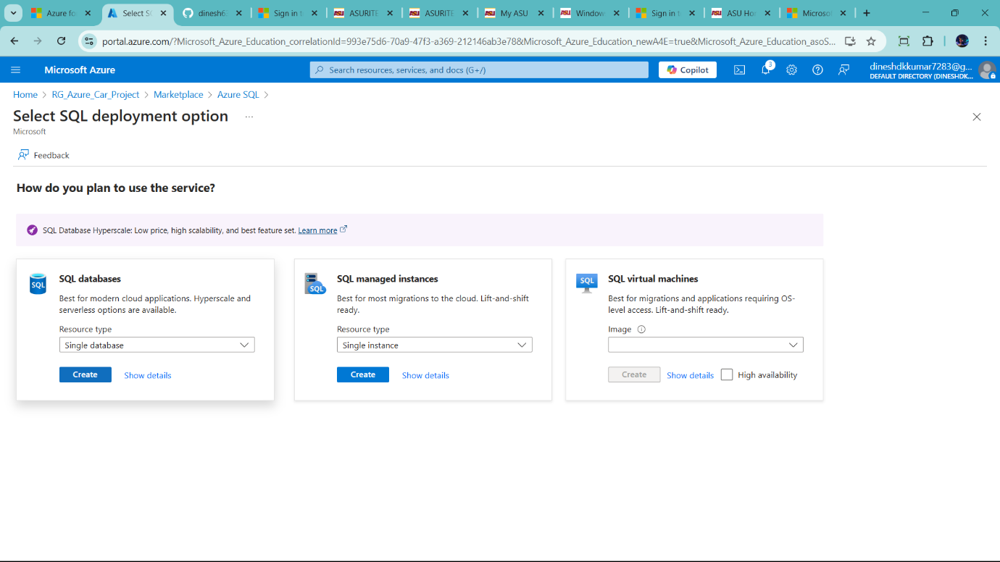 Azure fo
Select S
dinesh6
Sign in t
ASURITE
ASURITE
My ASU
Window
Sign in t
ASU Ho
Microsof
portal.azure.com/?Microsoft_Azure_Education_correlationId=993e75d6-70a9-47f3-a369-212146ab3e78&Microsoft_Azure_Education_newA4E=true&Microsoft_Azure_Education_asoS...
Microsoft Azure
Search resources, services, and docs (G+/)
Copilot
3
dineshdkkumar7283@g...
DEFAULT DIRECTORY (DINESHDK...
Home > RG_Azure_Car_Project > Marketplace > Azure SQL >
Select SQL deployment option ...
Microsoft
Feedback
How do you plan to use the service?
SQL Database Hyperscale: Low price, high scalability, and best feature set. Learn more
SQL
SQL databases
Best for modern cloud applications. Hyperscale and
serverless options are available.
Resource type
Single database
Create
Show details
SQL
SQL managed instances
Best for most migrations to the cloud. Lift-and-shift
ready.
Resource type
Single instance
Create
Show details
SQL
SQL virtual machines
Best for migrations and applications requiring OS-
level access. Lift-and-shift ready.
Image
Create
Show details
High availability